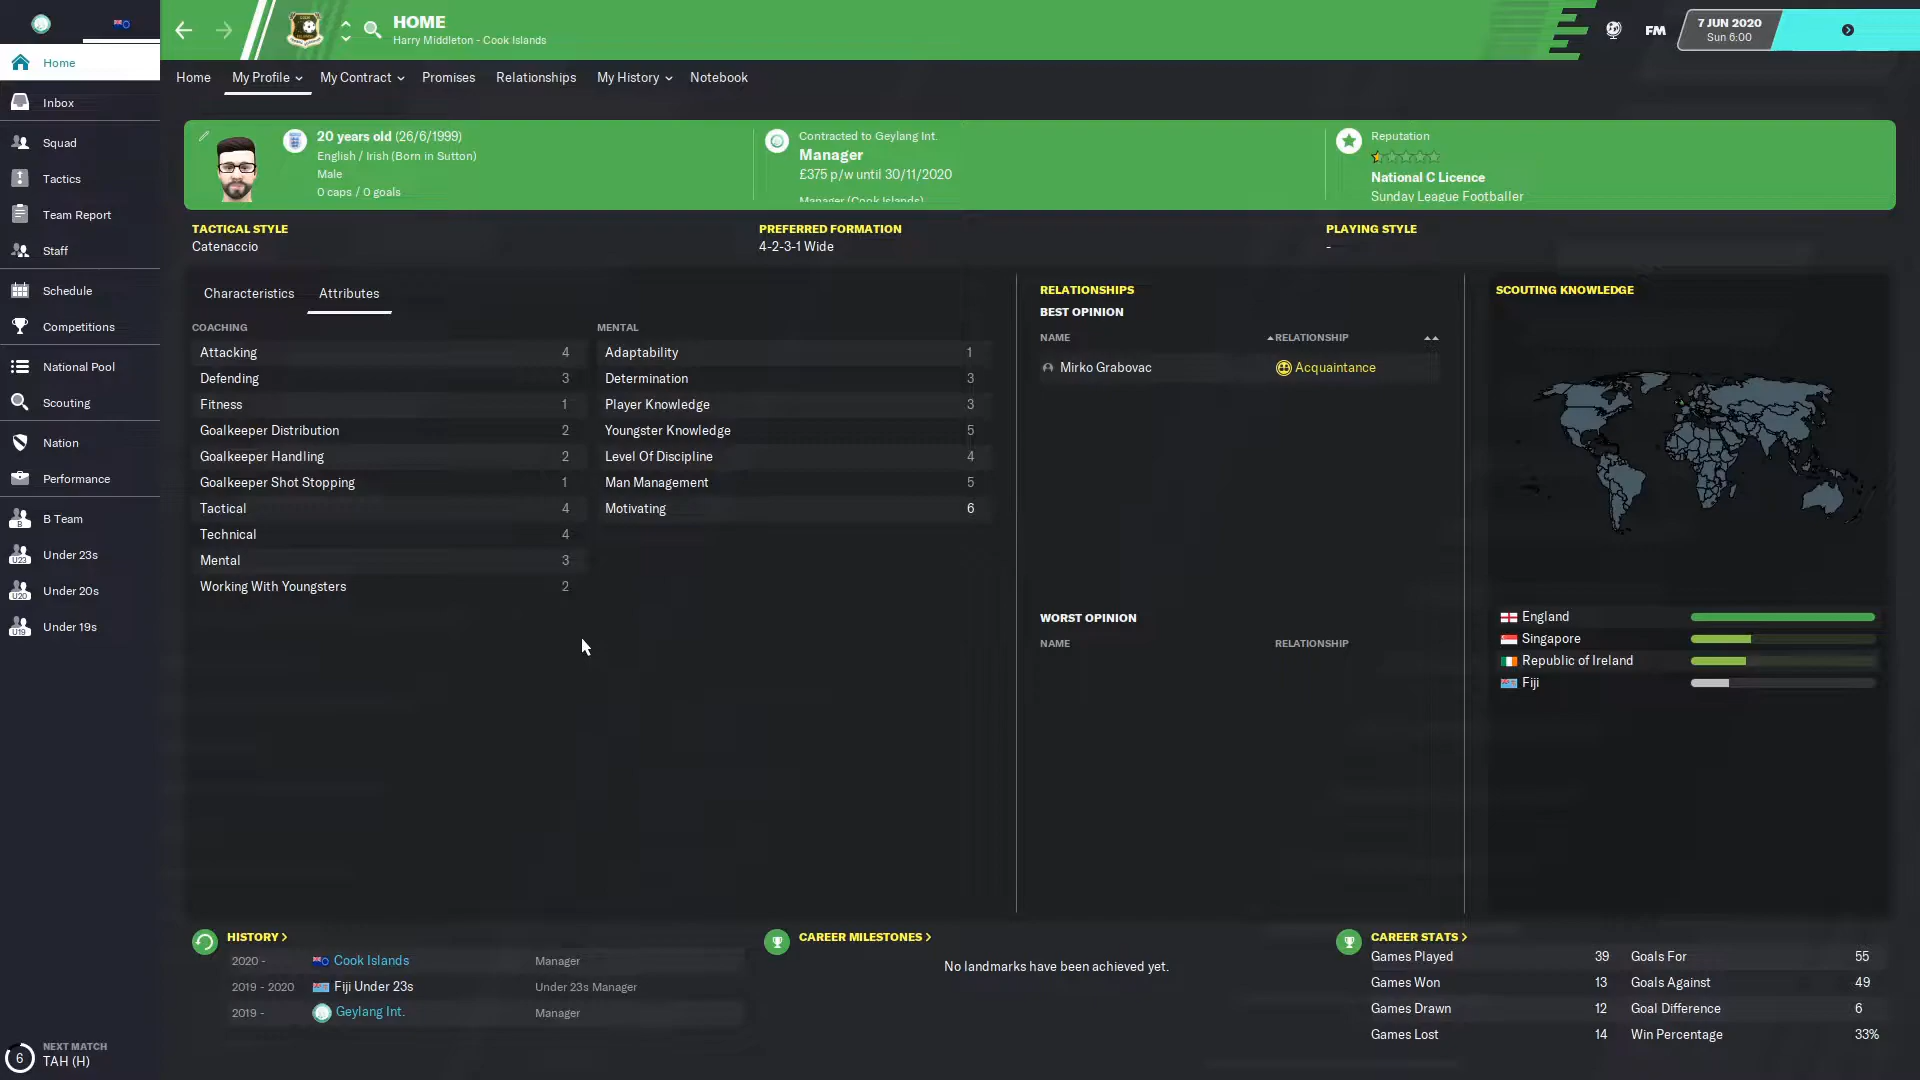 HOME
Harry Middleton - Cook Islands
FM
7 JUN 2020
Sun 6:00
Home
Inbox
Squad
Tactics
Team Report
Staff
Schedule
Competitions
National Pool
Scouting
Nation
Performance
B
B Team
U23
Under 23s
U20
Under 20s
U19
Under 19s
6
NEXT MATCH
TAH (H)
Home My Profile My Contract Promises Relationships My History Notebook
20 years old (26/6/1999)
English / Irish (Born in Sutton)
Male
0 caps / 0 goals
Contracted to Geylang Int.
Manager
£375 p/w until 30/11/2020
Manager (Cook Islands)
Reputation
National C Licence
Sunday League Footballer
TACTICAL STYLE
Catenaccio
PREFERRED FORMATION
4-2-3-1 Wide
PLAYING STYLE
-
Characteristics Attributes
COACHING
Attacking 4
Defending 3
Fitness 1
Goalkeeper Distribution 2
Goalkeeper Handling 2
Goalkeeper Shot Stopping 1
Tactical 4
Technical 4
Mental 3
Working With Youngsters 2
MENTAL
Adaptability 1
Determination 3
Player Knowledge 3
Youngster Knowledge 5
Level Of Discipline 4
Man Management 5
Motivating 6
RELATIONSHIPS
BEST OPINION
NAME RELATIONSHIP
Mirko Grabovac Acquaintance
WORST OPINION
NAME RELATIONSHIP
SCOUTING KNOWLEDGE
England
Singapore
Republic of Ireland
Fiji
HISTORY >
2020 - Cook Islands Manager
2019 - 2020 Fiji Under 23s Under 23s Manager
2019 - Geylang Int. Manager
CAREER MILESTONES >
No landmarks have been achieved yet.
CAREER STATS >
Games Played 39 Goals For 55
Games Won 13 Goals Against 49
Games Drawn 12 Goal Difference 6
Games Lost 14 Win Percentage 33%